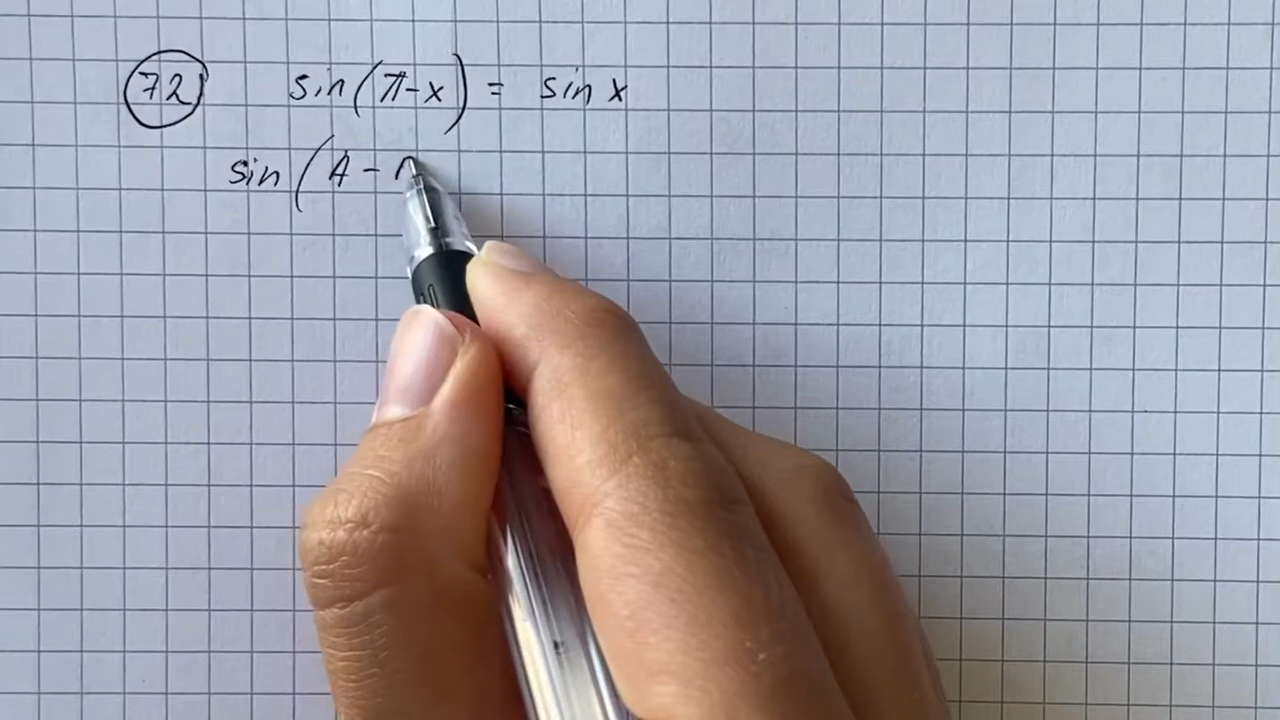 72 sin(π-x) = sin x
sin (A -